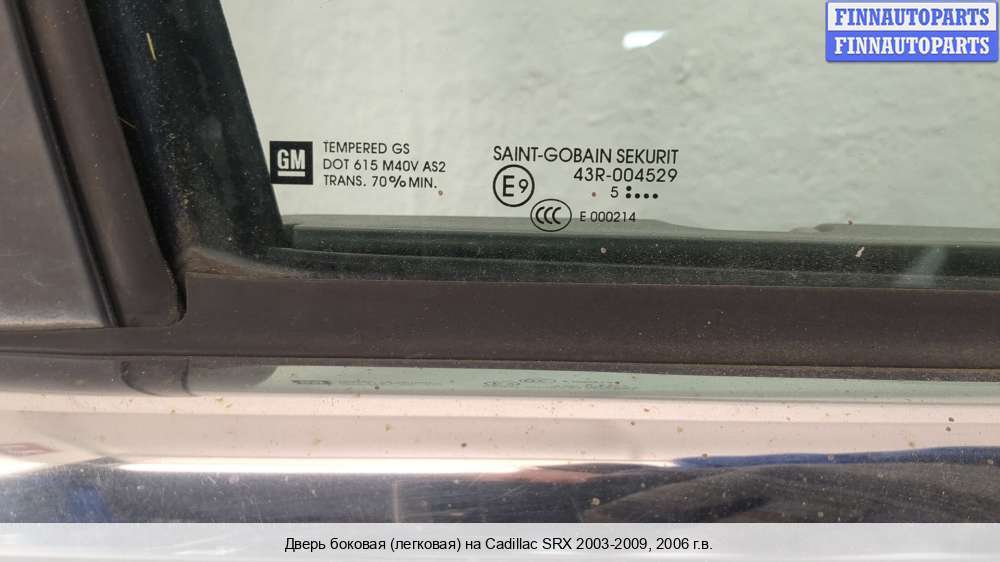 FINNAUTOPARTS
FINNAUTOPARTS
GM
TEMPERED GS
DOT 615 M40V AS2
TRANS. 70% MIN.
SAINT-GOBAIN SEKURIT
43R-004529
E9
5
CCC
E 000214
Дверь боковая (легковая) на Cadillac SRX 2003-2009, 2006 г.в.